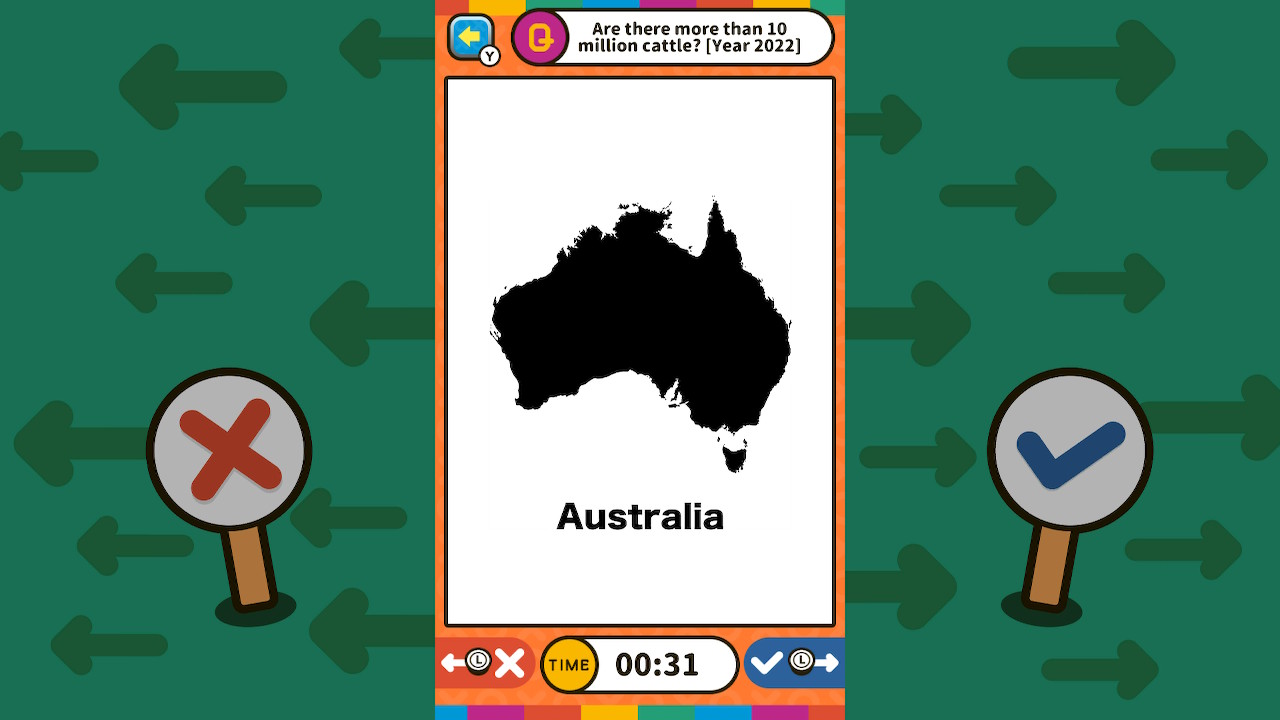 Are there more than 10
million cattle? [Year 2022]
Q
Y
Australia
L
TIME
00:31
L